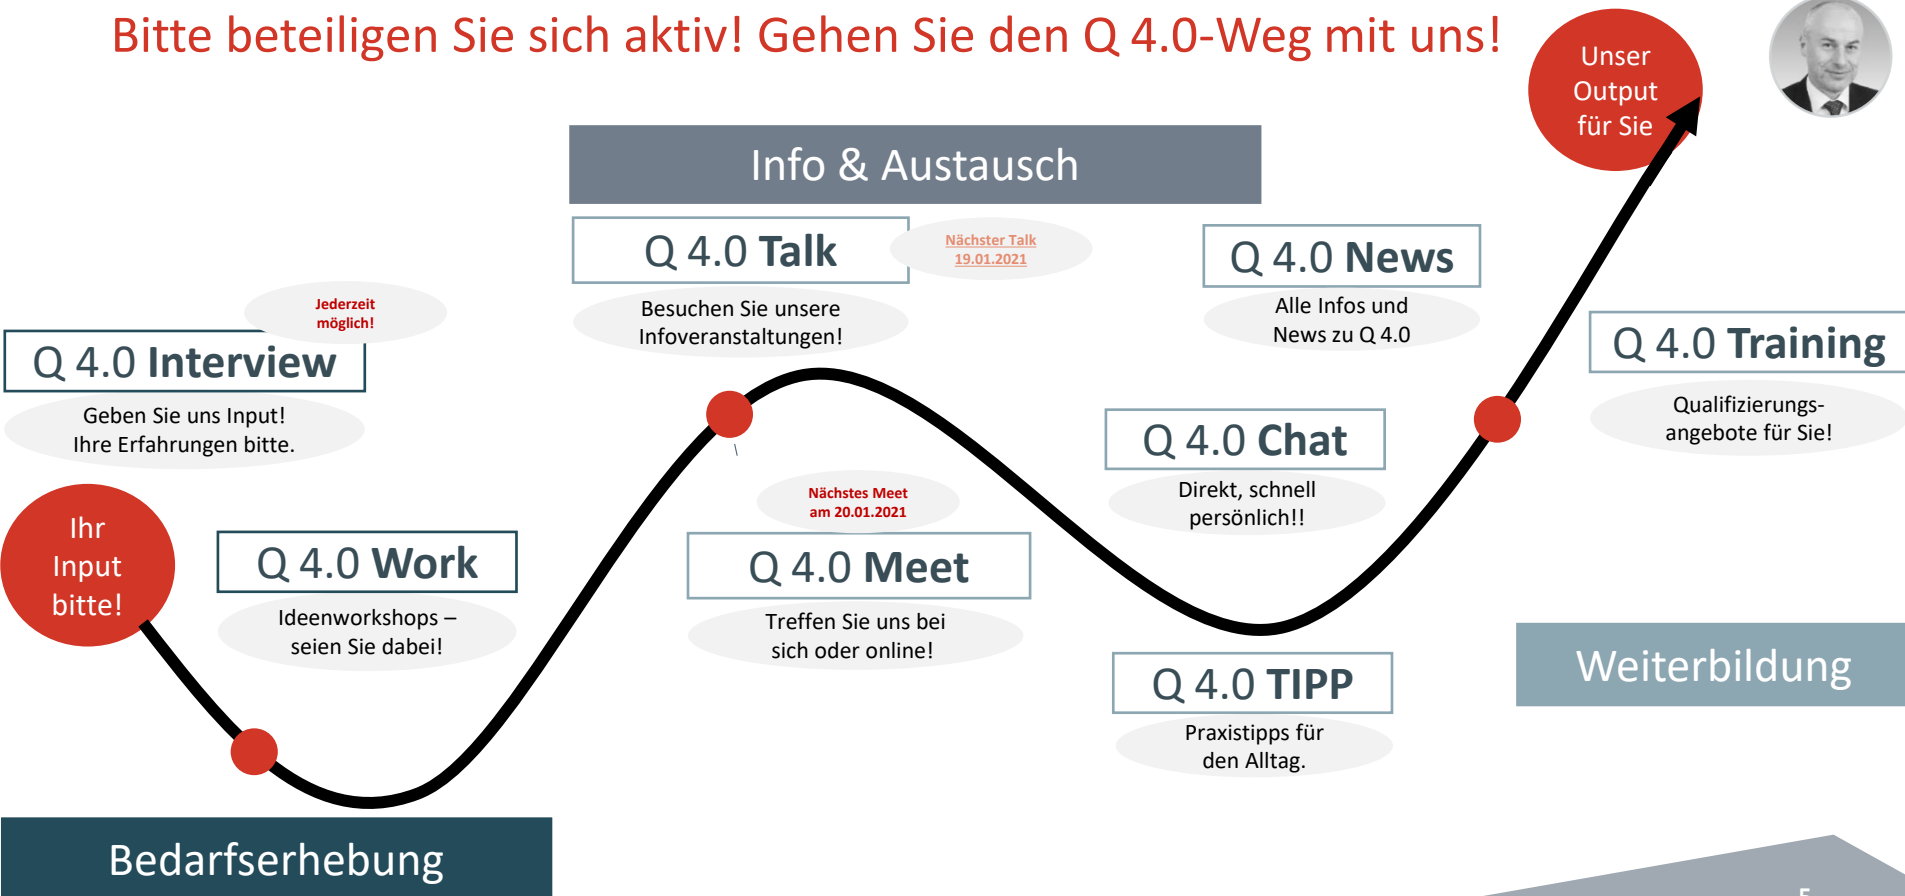 Bitte beteiligen Sie sich aktiv! Gehen Sie den Q 4.0-Weg mit uns!
Unser
Output
für Sie
Info & Austausch
Q 4.0 Talk
Nächster Talk
19.01.2021
Besuchen Sie unsere
Infoveranstaltungen!
Q 4.0 News
Alle Infos und
News zu Q 4.0
Jederzeit
möglich!
Q 4.0 Interview
Geben Sie uns Input!
Ihre Erfahrungen bitte.
Q 4.0 Training
Qualifizierungs-
angebote für Sie!
Q 4.0 Chat
Direkt, schnell
persönlich!!
Ihr
Input
bitte!
Q 4.0 Work
Ideenworkshops –
seien Sie dabei!
Nächstes Meet
am 20.01.2021
Q 4.0 Meet
Treffen Sie uns bei
sich oder online!
Q 4.0 TIPP
Praxistipps für
den Alltag.
Weiterbildung
Bedarfserhebung
5